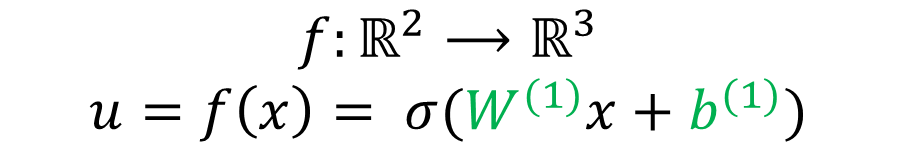 f: ℝ² ⟶ ℝ³
u = f(x) = σ(W⁽¹⁾x + b⁽¹⁾)